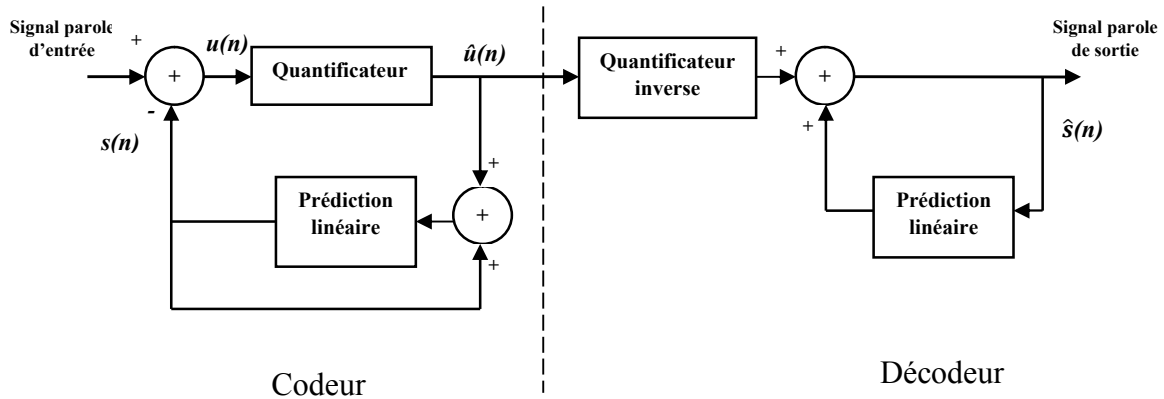 Signal parole
d'entrée
+
+
-
s(n)
u(n)
Quantificateur
û(n)
+
+
+
Prédiction
linéaire
Codeur
Quantificateur
inverse
+
+
+
Signal parole
de sortie
ŝ(n)
Prédiction
linéaire
Décodeur